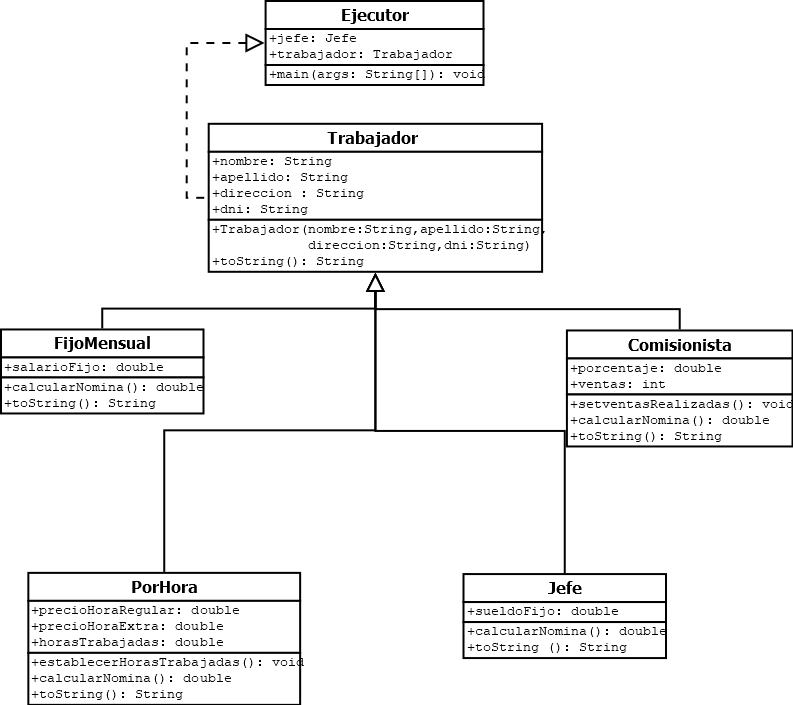 Ejecutor
+jefe: Jefe
+trabajador: Trabajador
+main(args: String[]): void
Trabajador
+nombre: String
+apellido: String
+direccion : String
+dni: String
+Trabajador(nombre:String,apellido:String,
direccion:String,dni:String)
+toString(): String
FijoMensual
+salarioFijo: double
+calcularNomina(): double
+toString(): String
Comisionista
+porcentaje: double
+ventas: int
+setventasRealizadas(): void
+calcularNomina(): double
+toString(): String
PorHora
+precioHoraRegular: double
+precioHoraExtra: double
+horasTrabajadas: double
+establecerHorasTrabajadas(): void
+calcularNomina(): double
+toString(): String
Jefe
+sueldoFijo: double
+calcularNomina(): double
+toString (): String